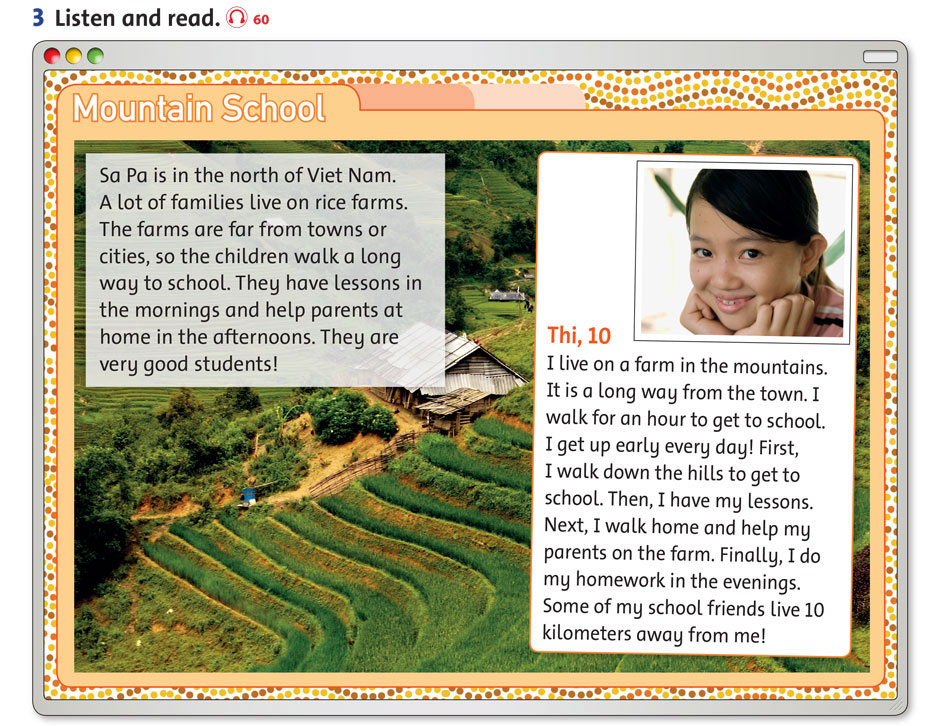 3 Listen and read. 60
Mountain School
Sa Pa is in the north of Viet Nam.
A lot of families live on rice farms.
The farms are far from towns or
cities, so the children walk a long
way to school. They have lessons in
the mornings and help parents at
home in the afternoons. They are
very good students!
Thi, 10
I live on a farm in the mountains.
It is a long way from the town. I
walk for an hour to get to school.
I get up early every day! First,
I walk down the hills to get to
school. Then, I have my lessons.
Next, I walk home and help my
parents on the farm. Finally, I do
my homework in the evenings.
Some of my school friends live 10
kilometers away from me!